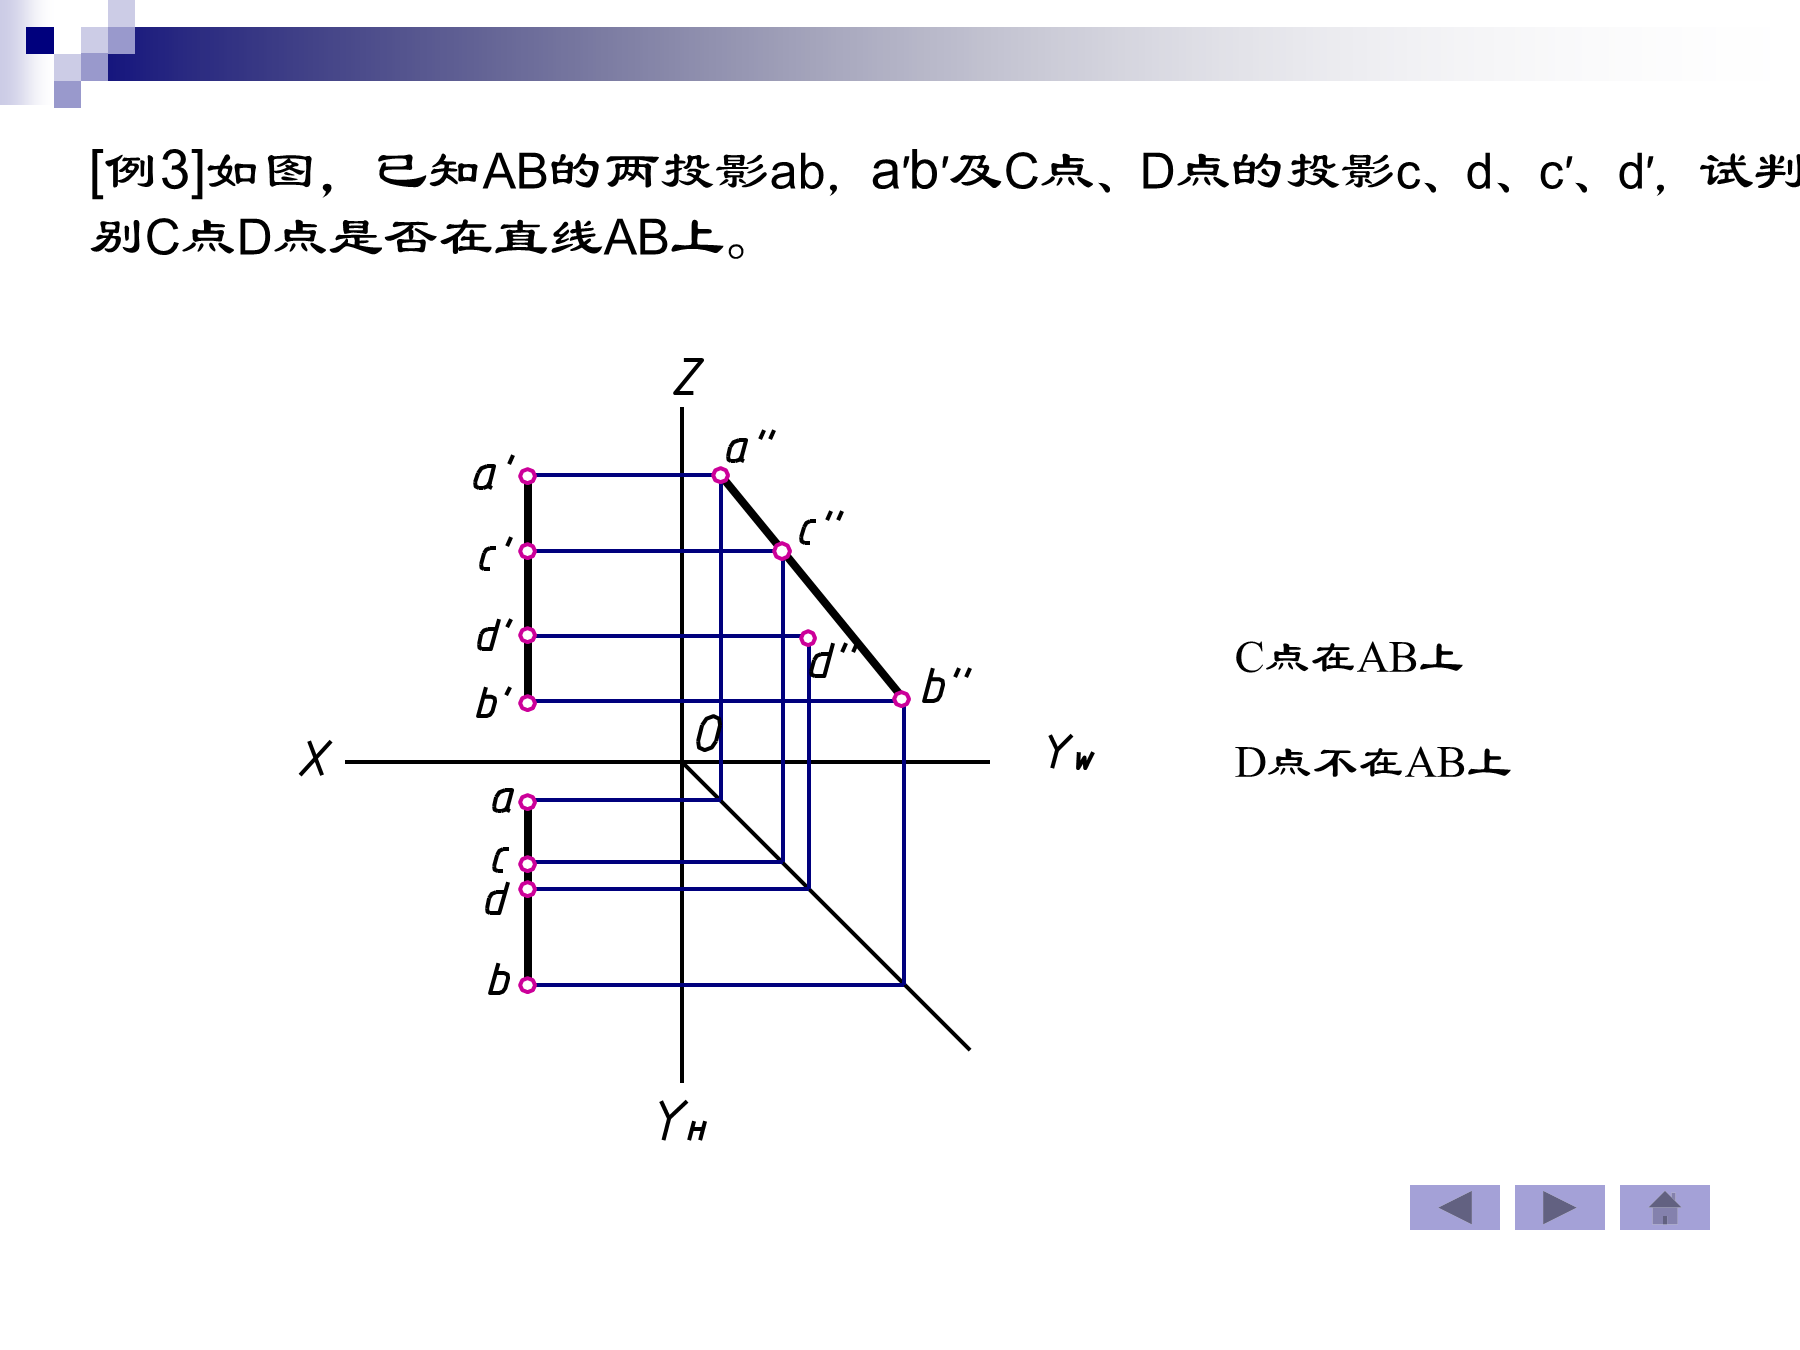 [例3]如图，已知AB的两投影ab，a′b′及C点、D点的投影c、d、c′、d′，试判
别C点D点是否在直线AB上。
Z
a″
a′
c″
c′
d′
d″
b″
b′
O
X
Yw
a
c
d
b
YH
C点在AB上
D点不在AB上